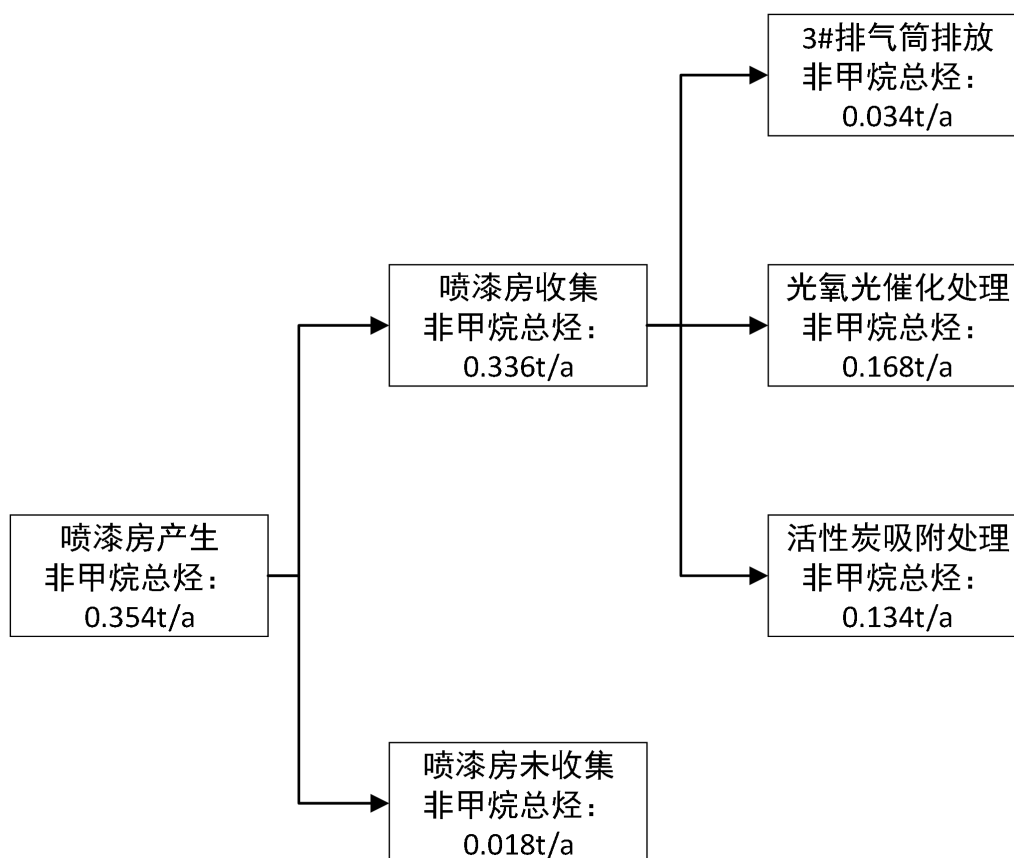 3#排气筒排放
非甲烷总烃：
0.034t/a
喷漆房收集
非甲烷总烃：
0.336t/a
光氧光催化处理
非甲烷总烃：
0.168t/a
喷漆房产生
非甲烷总烃：
0.354t/a
活性炭吸附处理
非甲烷总烃：
0.134t/a
喷漆房未收集
非甲烷总烃：
0.018t/a